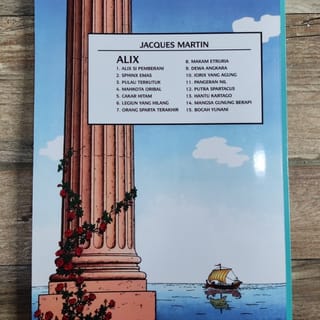 JACQUES MARTIN
ALIX
1. ALIX SI PEMBERANI
2. SPHINX EMAS
3. PULAU TERKUTUK
4. MAHKOTA ORIBAL
5. CAKAR HITAM
6. LEGIUN YANG HILANG
7. ORANG SPARTA TERAKHIR
8. MAKAM ETRURIA
9. DEWA ANGKARA
10. IORIX YANG AGUNG
11. PANGERAN NIL
12. PUTRA SPARTACUS
13. HANTU KARTAGO
14. MANGSA GUNUNG BERAPI
15. BOCAH YUNANI